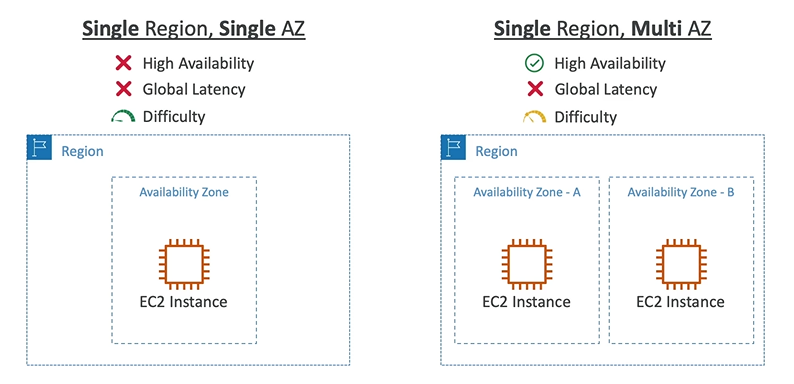 Single Region, Single AZ
High Availability
Global Latency
Difficulty
Region
Availability Zone
EC2 Instance
Single Region, Multi AZ
High Availability
Global Latency
Difficulty
Region
Availability Zone - A
EC2 Instance
Availability Zone - B
EC2 Instance